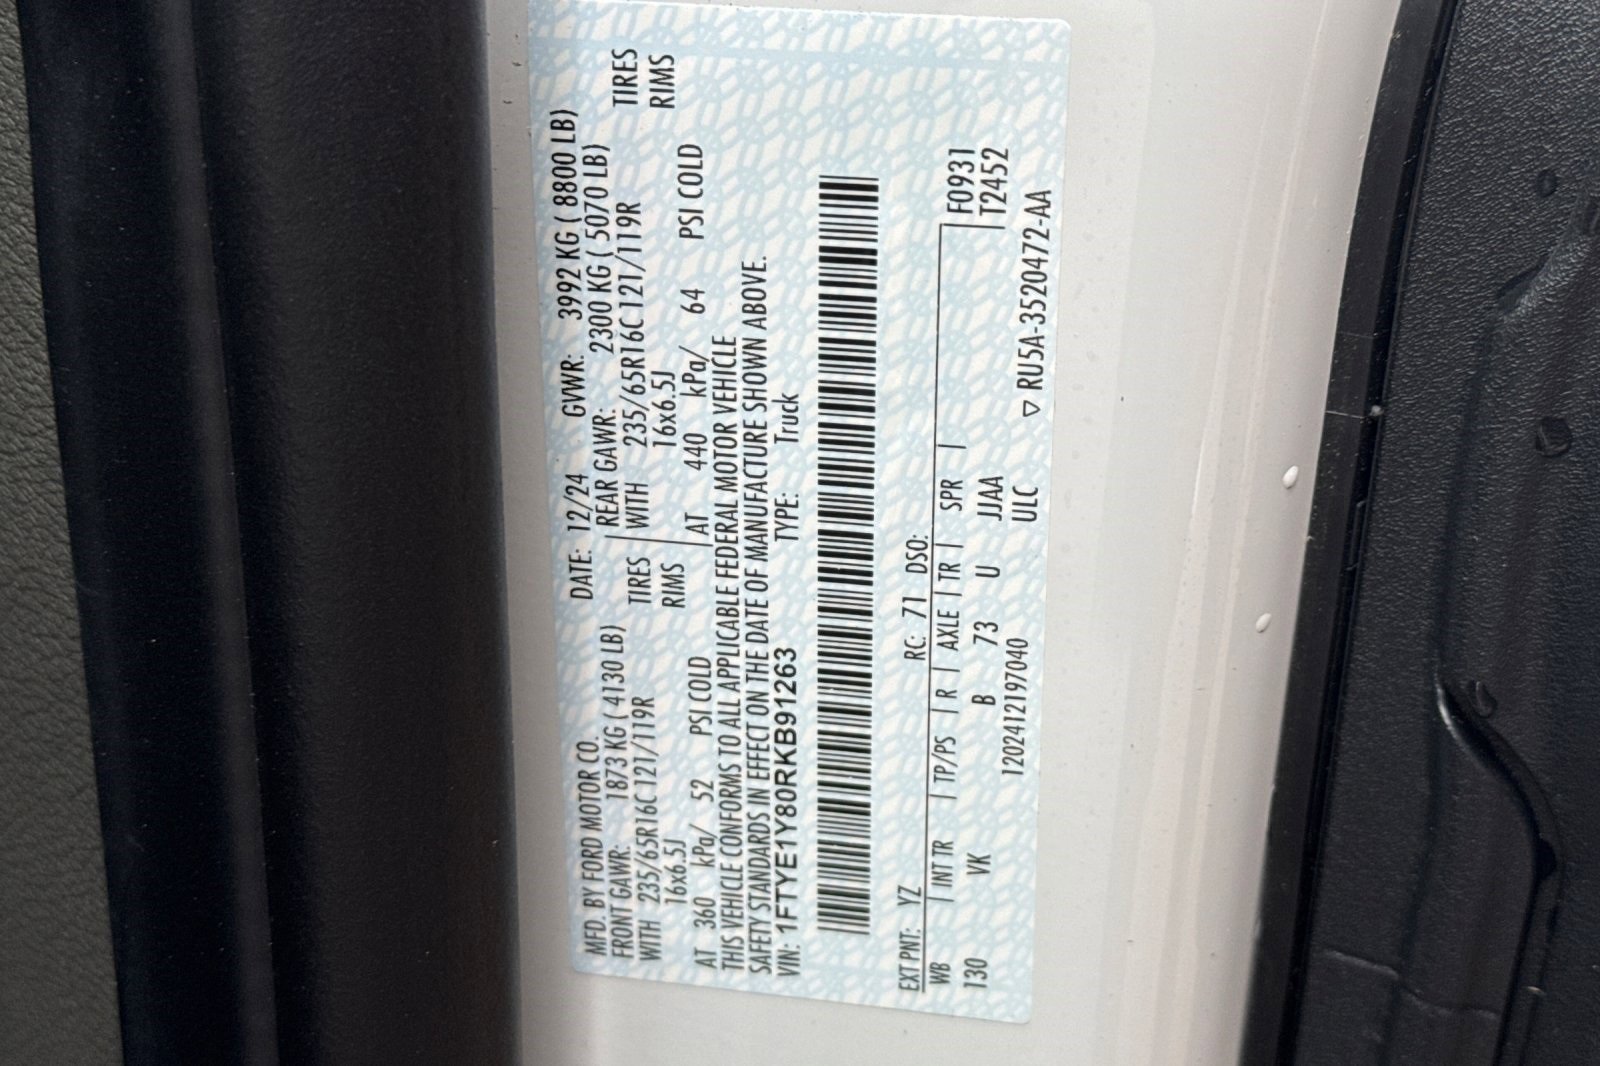 MFD. BY FORD MOTOR CO. DATE: 12/24 GVWR: 3992 KG ( 8800 LB)
FRONT GAWR: 1873 KG ( 4130 LB) REAR GAWR: 2300 KG ( 5070 LB)
WITH 235/65R16C 121/119R TIRES WITH 235/65R16C 121/119R TIRES
16x6.5J RIMS 16x6.5J RIMS
AT 360 kPa/ 52 PSI COLD AT 440 kPa/ 64 PSI COLD
THIS VEHICLE CONFORMS TO ALL APPLICABLE FEDERAL MOTOR VEHICLE
SAFETY STANDARDS IN EFFECT ON THE DATE OF MANUFACTURE SHOWN ABOVE.
VIN: 1FTYE1Y80RKB91263 TYPE: Truck
EXT PNT: YZ RC: 71 DSO: F0931
WB | INT TR | TP/PS | R | AXLE | TR | SPR | T2452
130 VK B 73 U JJAA
1202412197040 ULC ▽ RU5A-3520472-AA